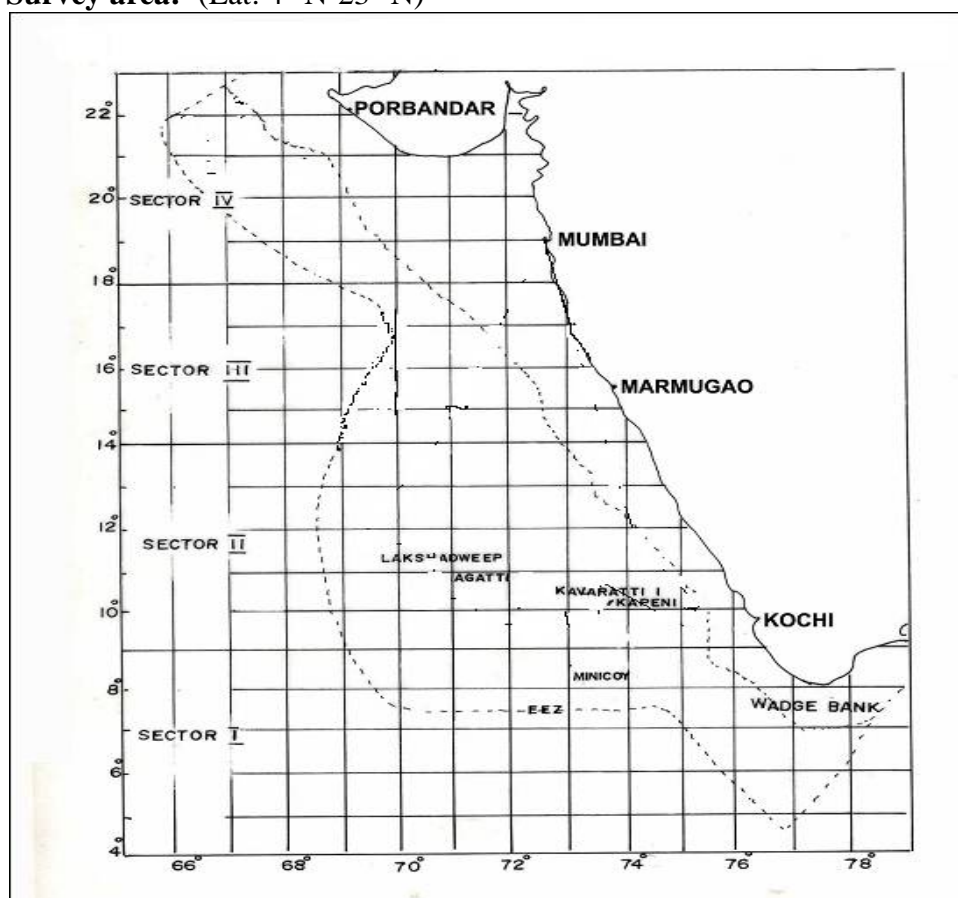 Survey area: (Lat. 4° N-23° N)
PORBANDAR
22°
SECTOR IV
20°
MUMBAI
18°
SECTOR III
16°
MARMUGAO
14°
12°
SECTOR II
LAKSHADWEEP
AGATTI
KAVARATTI I
KAPENI
10°
KOCHI
MINICOY
8°
WADGE BANK
EEZ
SECTOR I
6°
4°
66° 68° 70° 72° 74° 76° 78°